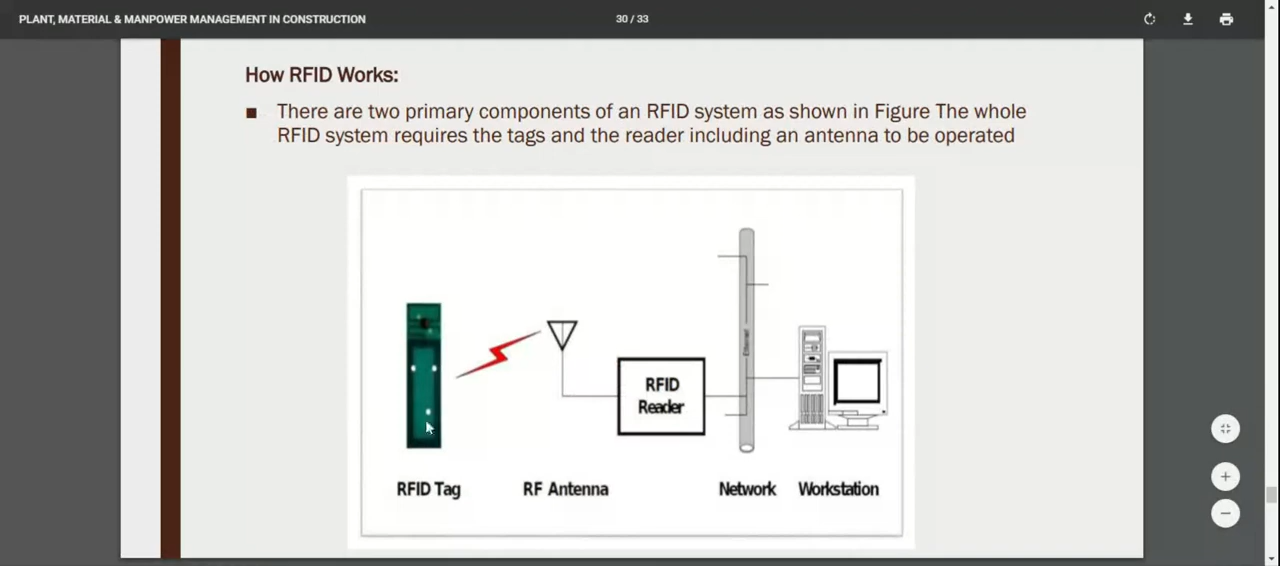 PLANT, MATERIAL & MANPOWER MANAGEMENT IN CONSTRUCTION
30 / 33
How RFID Works:
There are two primary components of an RFID system as shown in Figure The whole
RFID system requires the tags and the reader including an antenna to be operated
Ethernet
RFID
Reader
RFID Tag
RF Antenna
Network
Workstation